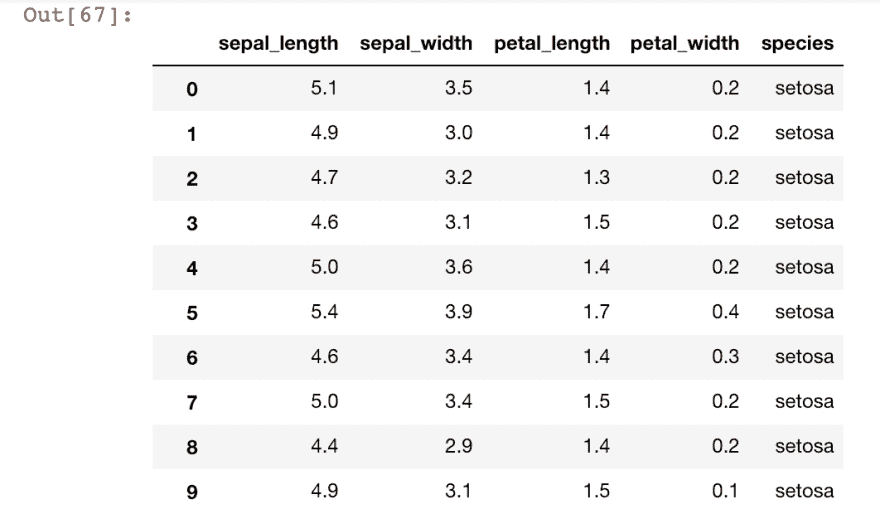 Out[67]:
sepal_length sepal_width petal_length petal_width species
0 5.1 3.5 1.4 0.2 setosa
1 4.9 3.0 1.4 0.2 setosa
2 4.7 3.2 1.3 0.2 setosa
3 4.6 3.1 1.5 0.2 setosa
4 5.0 3.6 1.4 0.2 setosa
5 5.4 3.9 1.7 0.4 setosa
6 4.6 3.4 1.4 0.3 setosa
7 5.0 3.4 1.5 0.2 setosa
8 4.4 2.9 1.4 0.2 setosa
9 4.9 3.1 1.5 0.1 setosa